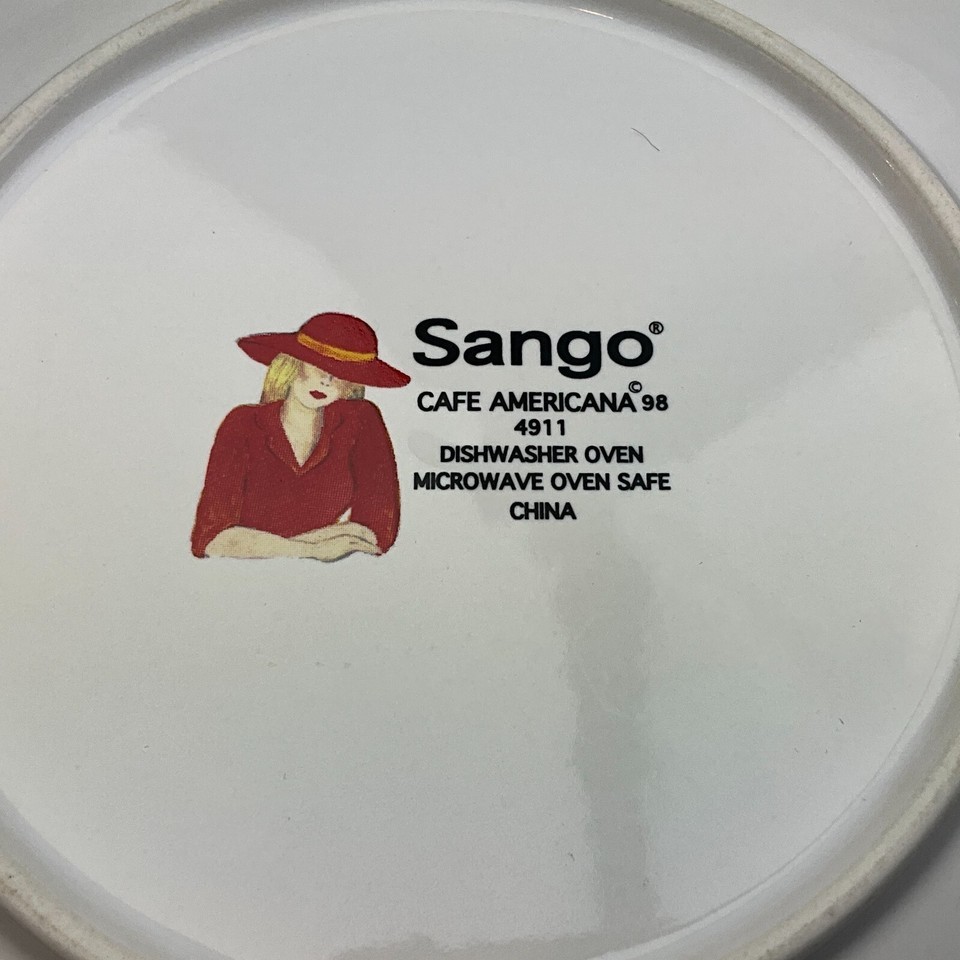 Sango®
CAFE AMERICANA©98
4911
DISHWASHER OVEN
MICROWAVE OVEN SAFE
CHINA